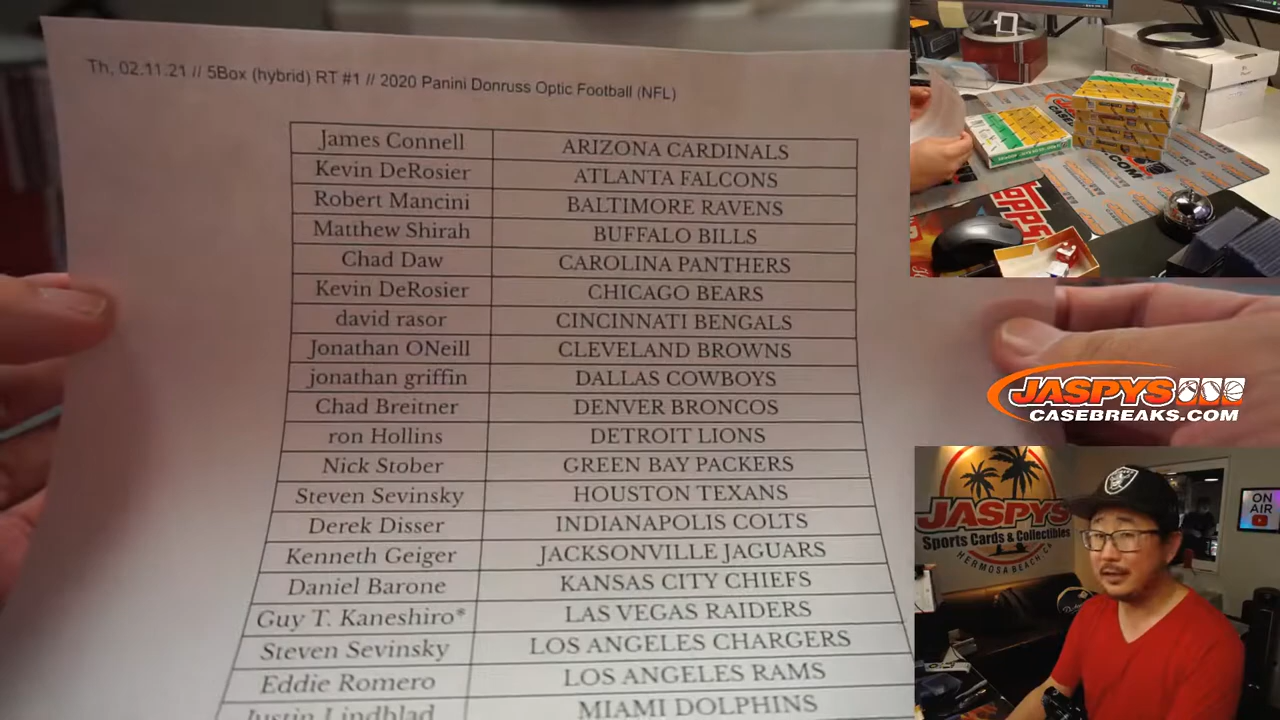 Th, 02.11.21 // 5Box (hybrid) RT #1 // 2020 Panini Donruss Optic Football (NFL)
James Connell ARIZONA CARDINALS
Kevin DeRosier ATLANTA FALCONS
Robert Mancini BALTIMORE RAVENS
Matthew Shirah BUFFALO BILLS
Chad Daw CAROLINA PANTHERS
Kevin DeRosier CHICAGO BEARS
david rasor CINCINNATI BENGALS
Jonathan ONeill CLEVELAND BROWNS
jonathan griffin DALLAS COWBOYS
Chad Breitner DENVER BRONCOS
ron Hollins DETROIT LIONS
Nick Stober GREEN BAY PACKERS
Steven Sevinsky HOUSTON TEXANS
Derek Disser INDIANAPOLIS COLTS
Kenneth Geiger JACKSONVILLE JAGUARS
Daniel Barone KANSAS CITY CHIEFS
Guy T. Kaneshiro* LAS VEGAS RAIDERS
Steven Sevinsky LOS ANGELES CHARGERS
Eddie Romero LOS ANGELES RAMS
Justin Lindblad MIAMI DOLPHINS
TOPPS
JASPYS
CASEBREAKS.COM
JASPYS
Sports Cards & Collectibles
HERMOSA BEACH, CA
ON
AIR